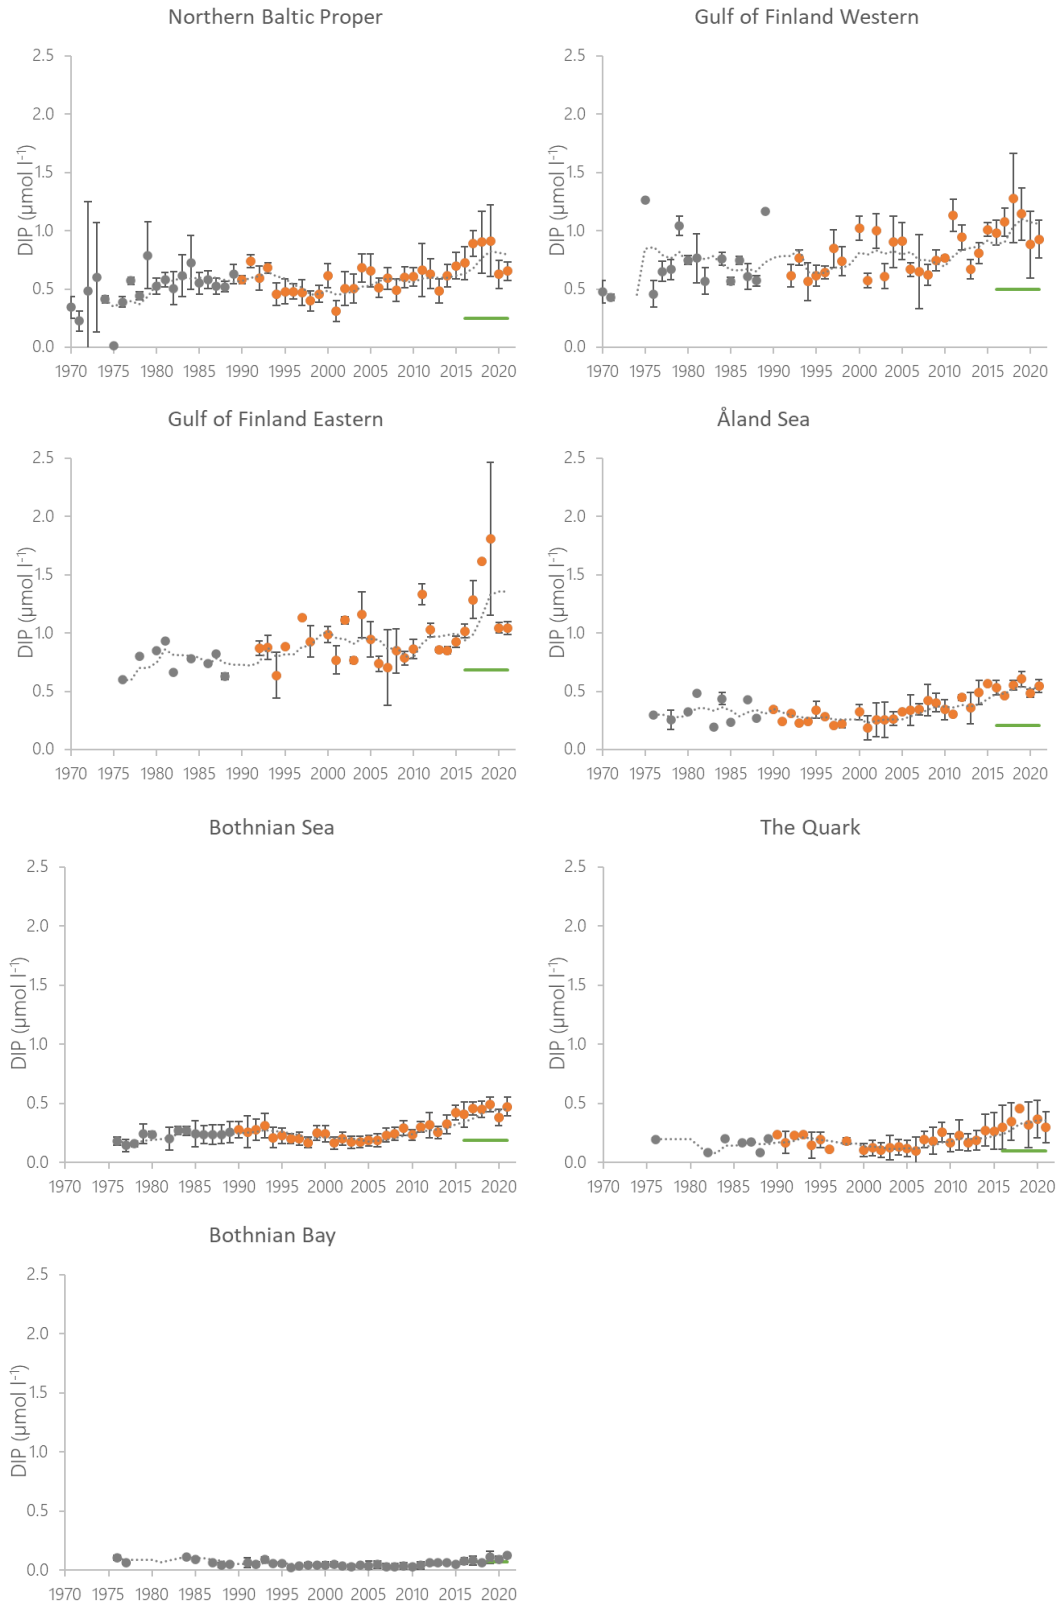 Northern Baltic Proper
2.5
2.0
1.5
1.0
0.5
0.0
DIP (µmol l⁻¹)
1970 1975 1980 1985 1990 1995 2000 2005 2010 2015 2020
Gulf of Finland Western
2.5
2.0
1.5
1.0
0.5
0.0
DIP (µmol l⁻¹)
1970 1975 1980 1985 1990 1995 2000 2005 2010 2015 2020
Gulf of Finland Eastern
2.5
2.0
1.5
1.0
0.5
0.0
DIP (µmol l⁻¹)
1970 1975 1980 1985 1990 1995 2000 2005 2010 2015 2020
Åland Sea
2.5
2.0
1.5
1.0
0.5
0.0
DIP (µmol l⁻¹)
1970 1975 1980 1985 1990 1995 2000 2005 2010 2015 2020
Bothnian Sea
2.5
2.0
1.5
1.0
0.5
0.0
DIP (µmol l⁻¹)
1970 1975 1980 1985 1990 1995 2000 2005 2010 2015 2020
The Quark
2.5
2.0
1.5
1.0
0.5
0.0
DIP (µmol l⁻¹)
1970 1975 1980 1985 1990 1995 2000 2005 2010 2015 2020
Bothnian Bay
2.5
2.0
1.5
1.0
0.5
0.0
DIP (µmol l⁻¹)
1970 1975 1980 1985 1990 1995 2000 2005 2010 2015 2020